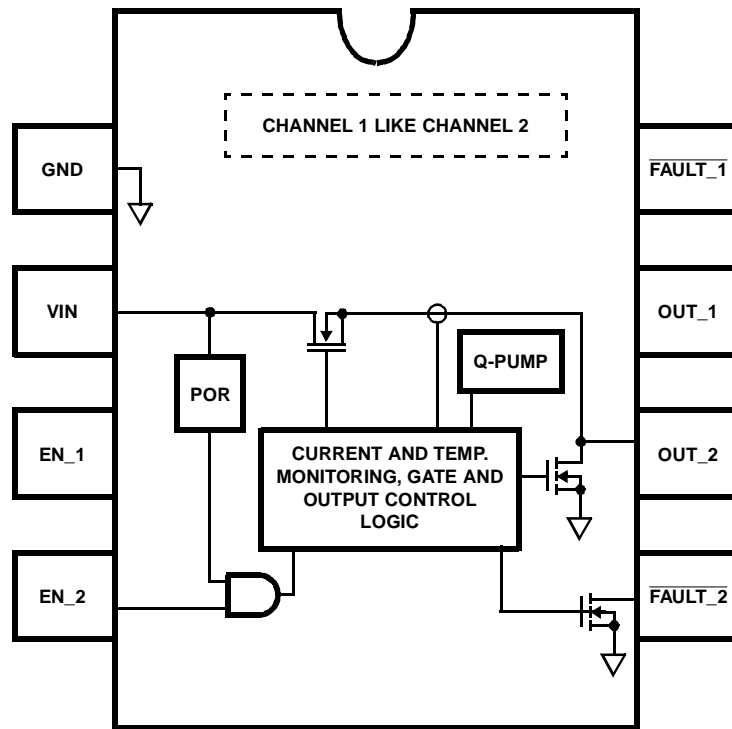 CHANNEL 1 LIKE CHANNEL 2
GND
FAULT_1
VIN
OUT_1
Q-PUMP
POR
EN_1
CURRENT AND TEMP.
MONITORING, GATE AND
OUTPUT CONTROL
LOGIC
OUT_2
EN_2
FAULT_2